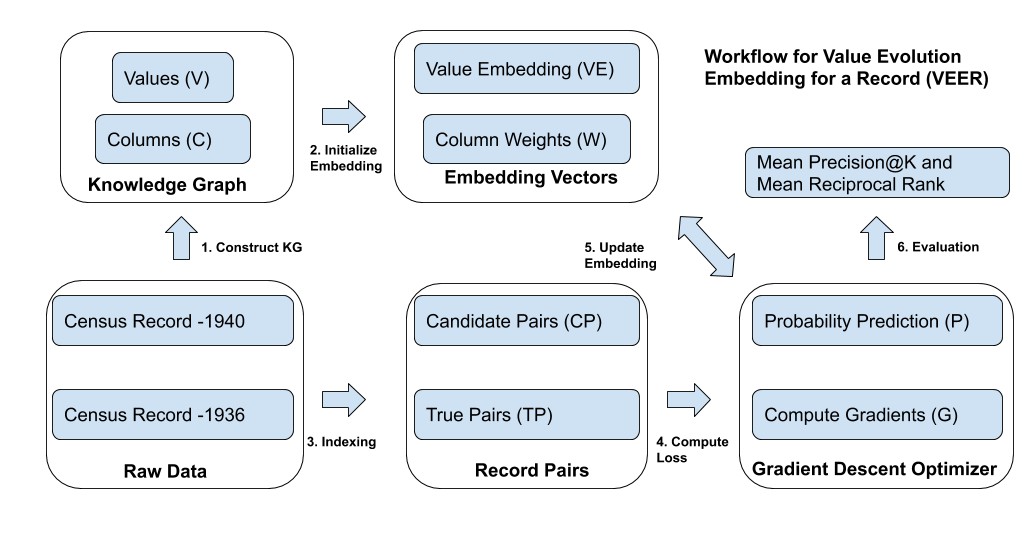 Workflow for Value Evolution
Embedding for a Record (VEER)
Values (V)
Columns (C)
Knowledge Graph
2. Initialize
Embedding
Value Embedding (VE)
Column Weights (W)
Embedding Vectors
Mean Precision@K and
Mean Reciprocal Rank
1. Construct KG
5. Update
Embedding
6. Evaluation
Census Record -1940
Census Record -1936
Raw Data
3. Indexing
Candidate Pairs (CP)
True Pairs (TP)
Record Pairs
4. Compute
Loss
Probability Prediction (P)
Compute Gradients (G)
Gradient Descent Optimizer